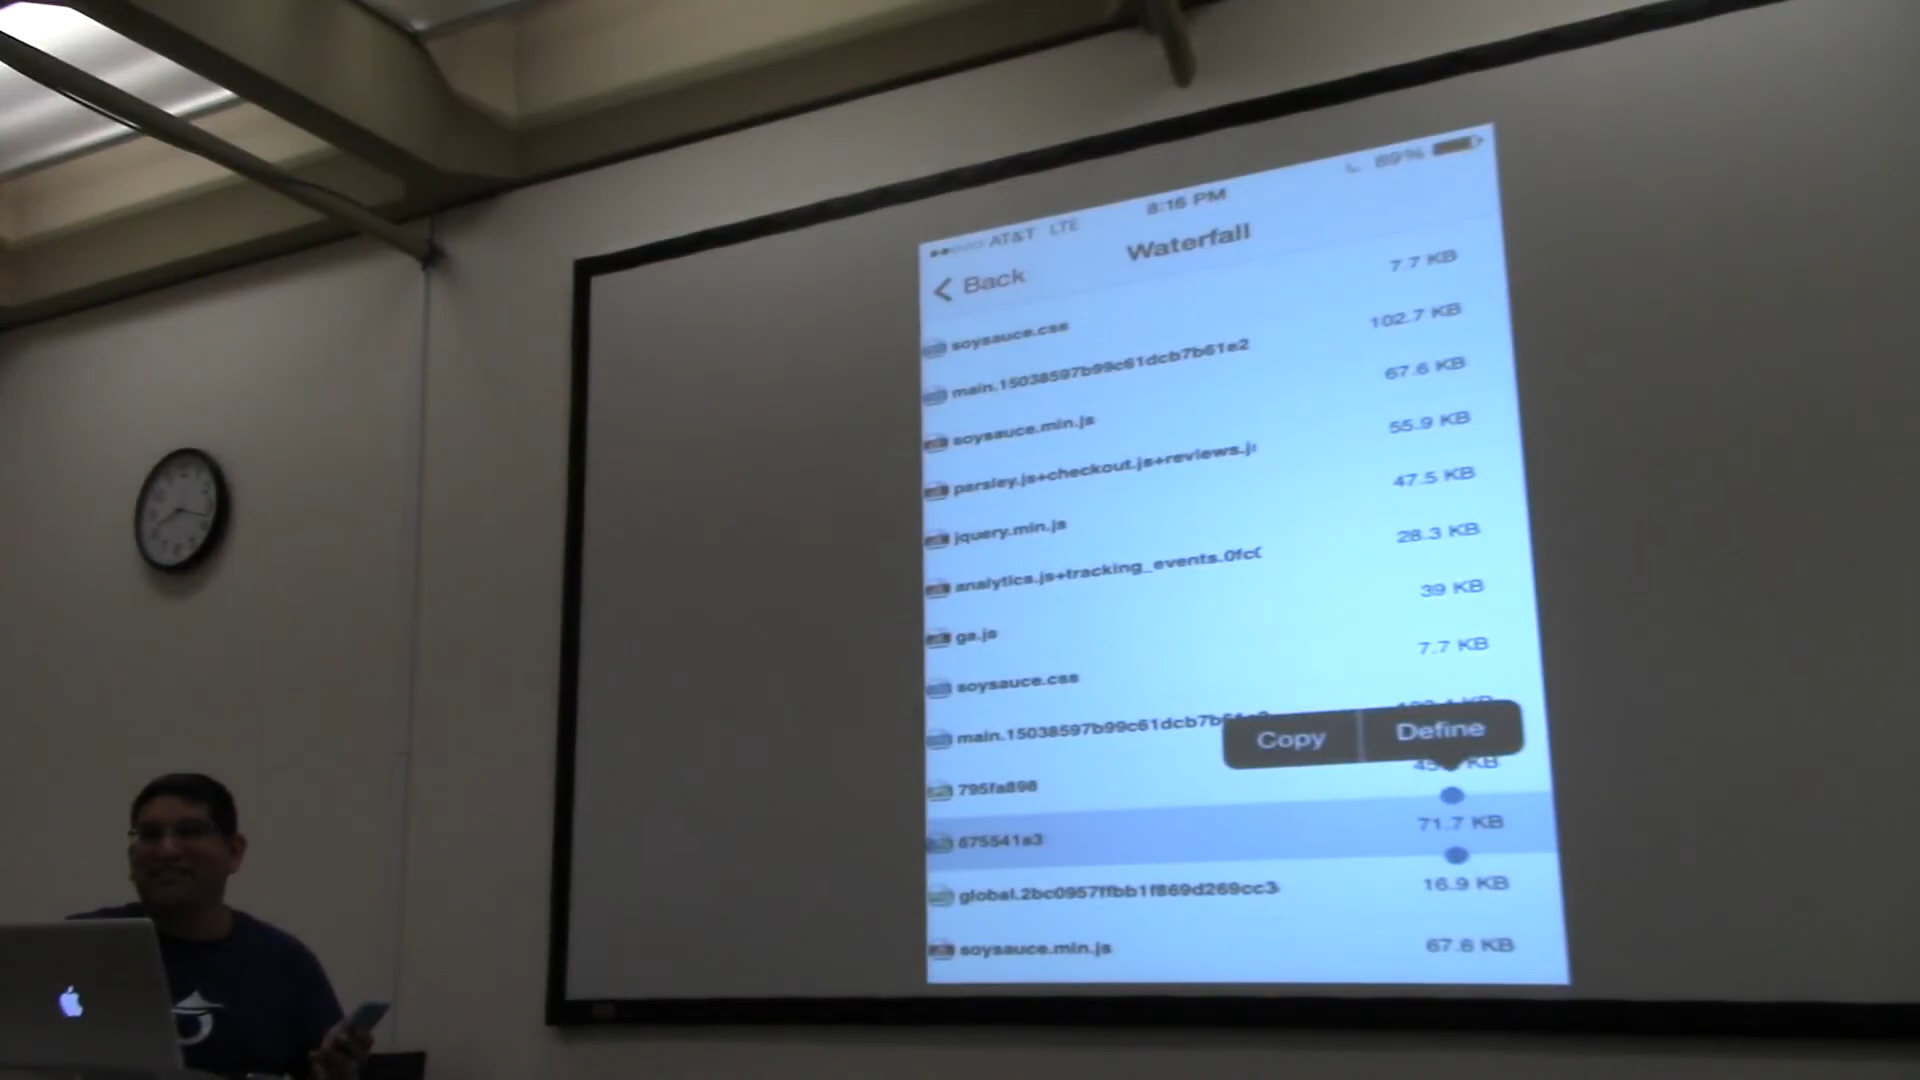 AT&T LTE 8:16 PM 89%
Back Waterfall
7.7 KB
soysauce.css
102.7 KB
main.15038597b99c61dcb7b61e2
67.6 KB
soysauce.min.js
55.9 KB
parsley.js+checkout.js+reviews.j
47.5 KB
jquery.min.js
28.3 KB
analytics.js+tracking_events.0fc
39 KB
ga.js
7.7 KB
soysauce.css
main.15038597b99c61dcb7b
Copy Define
KB
795fa898
71.7 KB
675541a3
16.9 KB
global.2bc0957ffbb1f869d269cc3
67.6 KB
soysauce.min.js